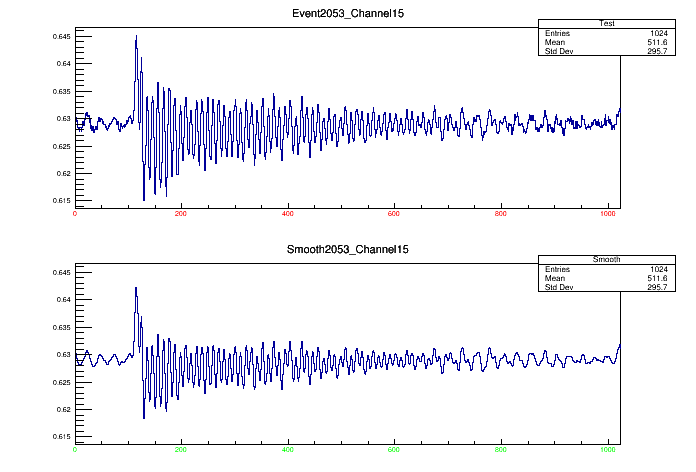 Event2053_Channel15
Test
Entries 1024
Mean 511.6
Std Dev 295.7
0.645
0.64
0.635
0.63
0.625
0.62
0.615
0 200 400 600 800 1000
Smooth2053_Channel15
Smooth
Entries 1024
Mean 511.6
Std Dev 295.7
0.645
0.64
0.635
0.63
0.625
0.62
0.615
0 200 400 600 800 1000